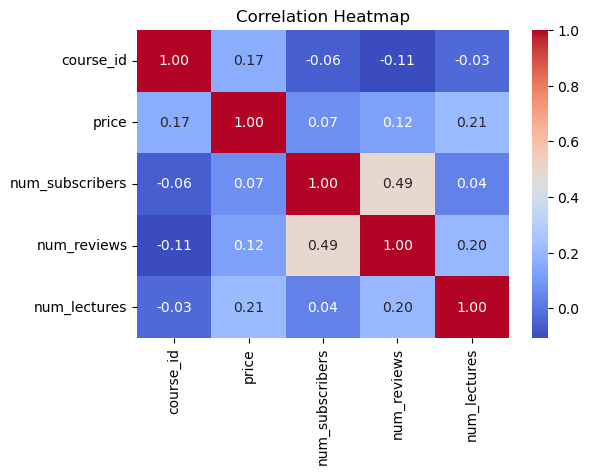 Correlation Heatmap
course_id 1.00 0.17 -0.06 -0.11 -0.03
price 0.17 1.00 0.07 0.12 0.21
num_subscribers -0.06 0.07 1.00 0.49 0.04
num_reviews -0.11 0.12 0.49 1.00 0.20
num_lectures -0.03 0.21 0.04 0.20 1.00
course_id price num_subscribers num_reviews num_lectures
1.0
0.8
0.6
0.4
0.2
0.0